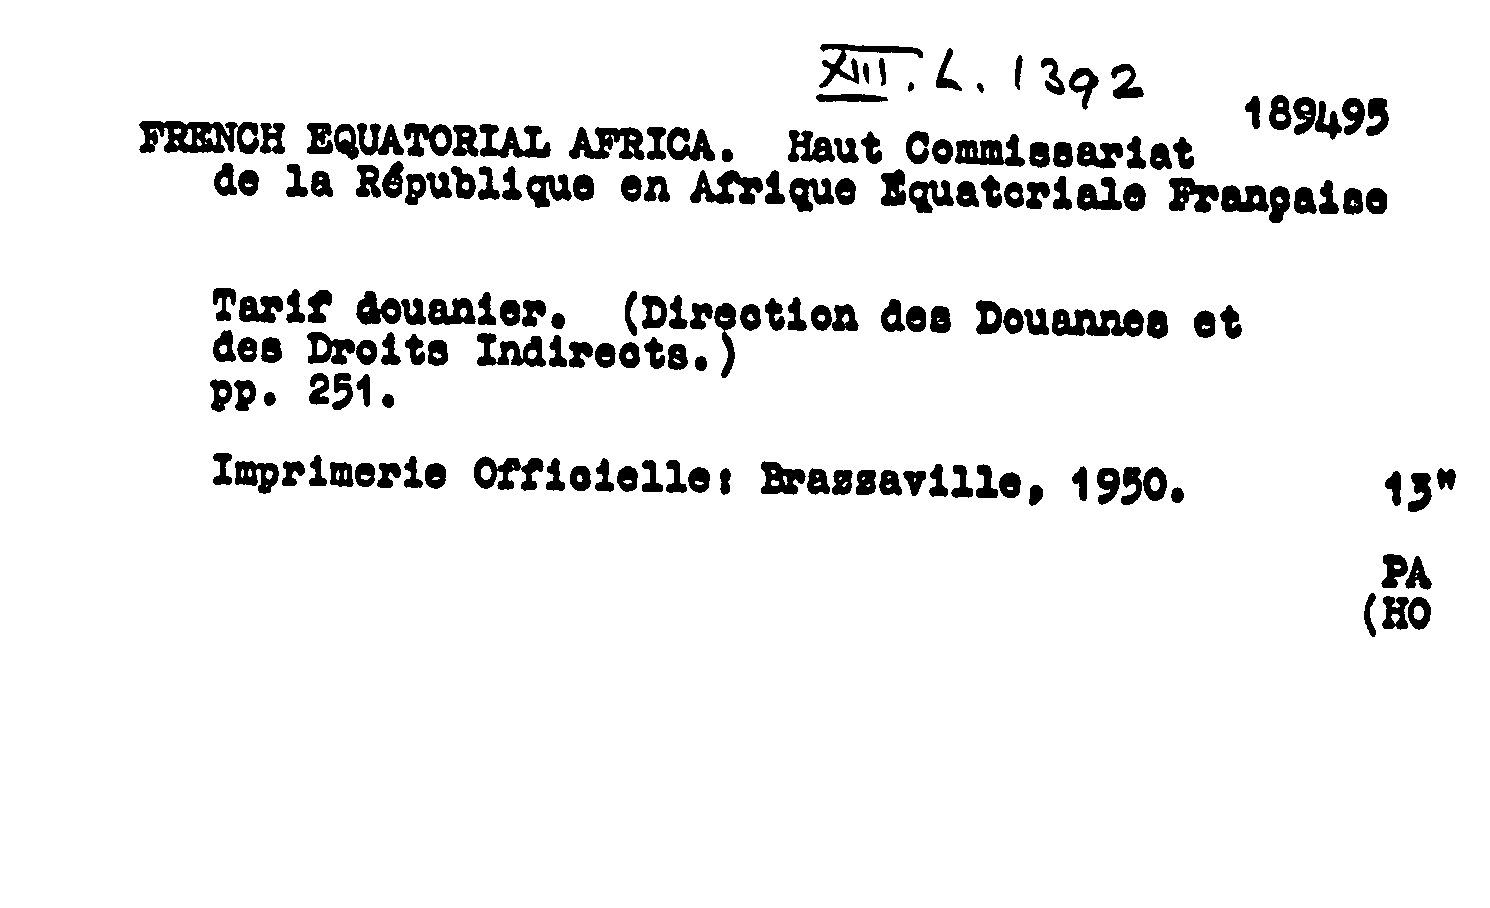 XIII. L. 1392
189495
FRENCH EQUATORIAL AFRICA. Haut Commissariat
de la République en Afrique Équatoriale Française
Tarif douanier. (Direction des Douannes et
des Droits Indirects.)
pp. 251.
Imprimerie Officielle: Brazzaville, 1950. 13"
PA
(HO